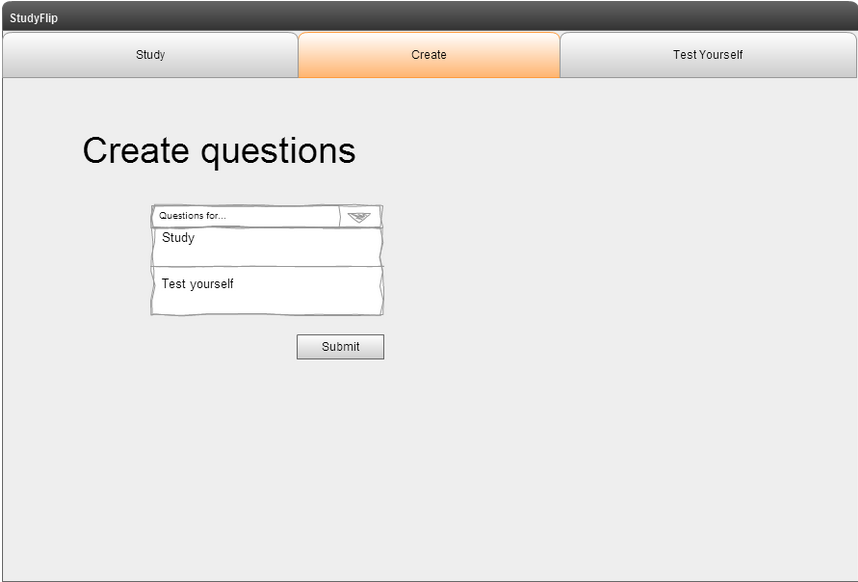 StudyFlip
Study
Create
Test Yourself
Create questions
Questions for...
Study
Test yourself
Submit